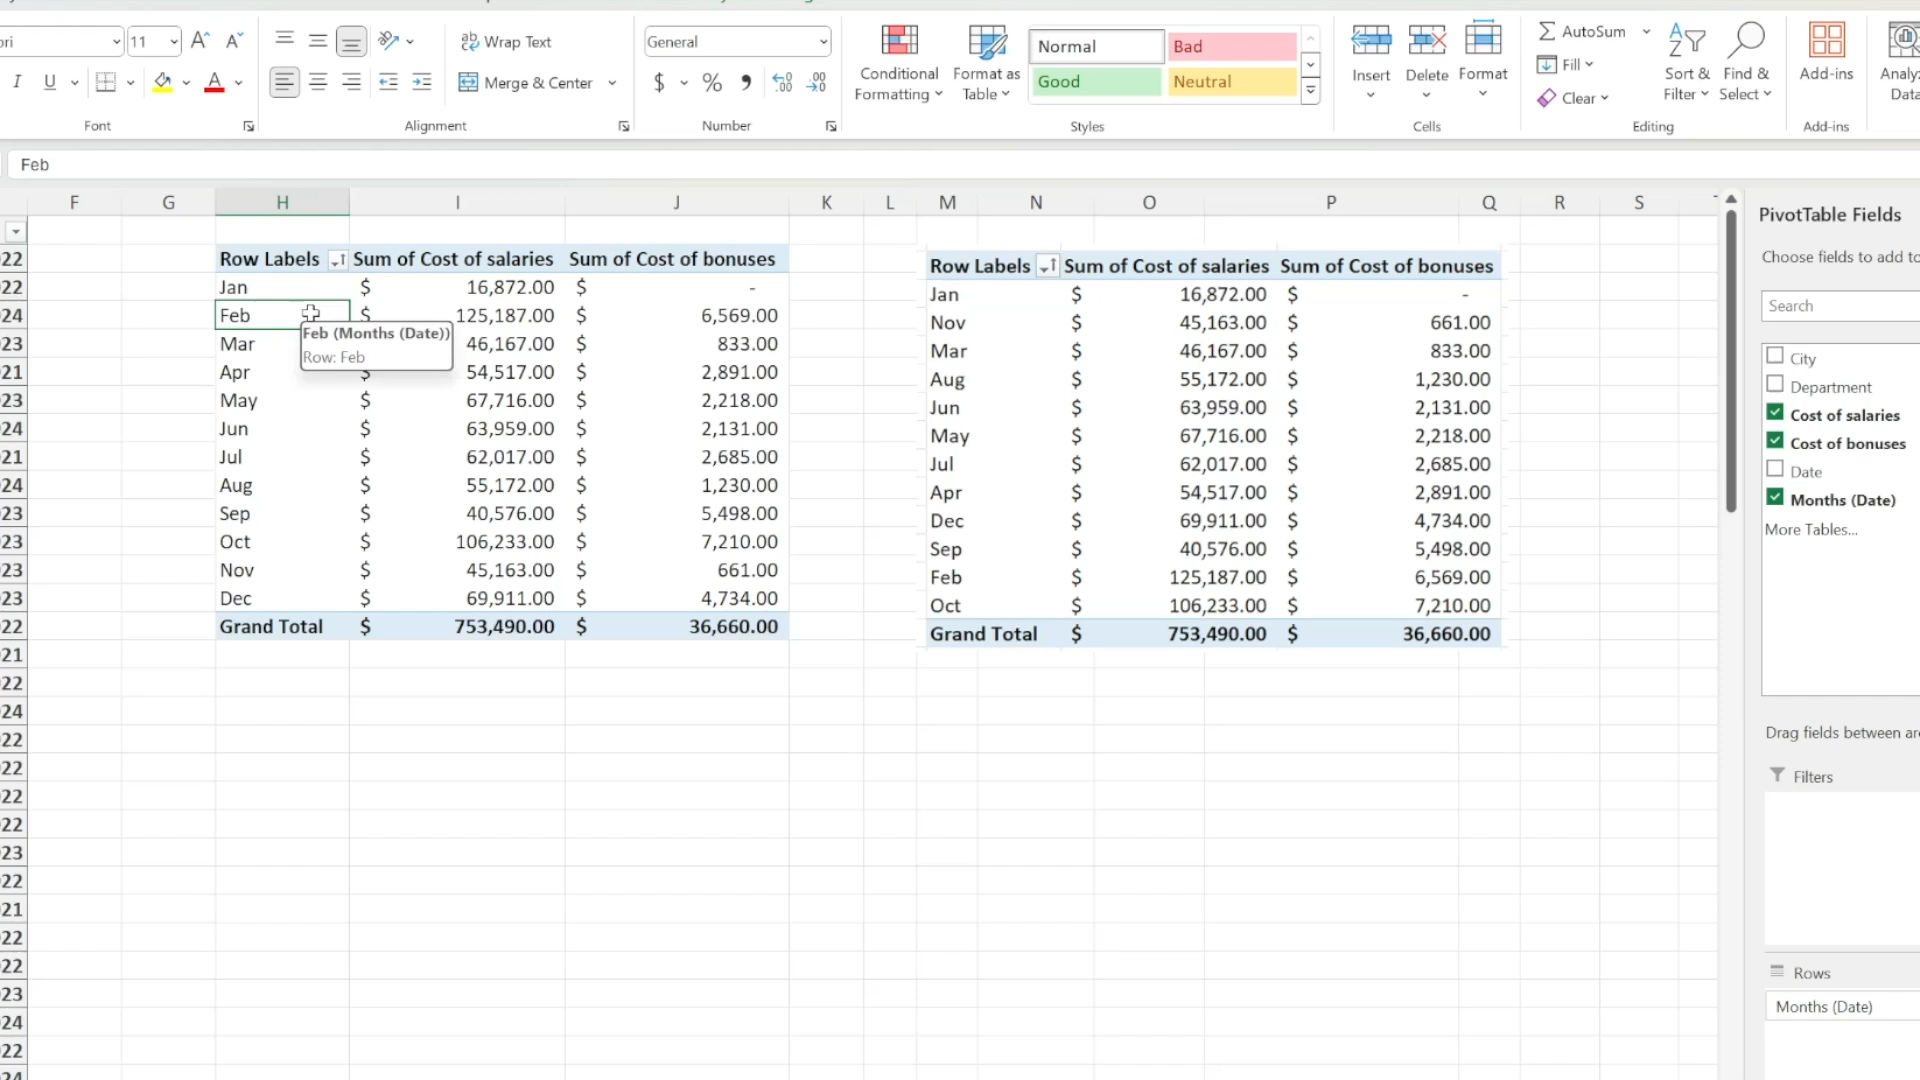 ri 11 A^ A˅ Wrap Text General Normal Bad Insert Delete Format AutoSum
I U A Merge & Center $ % , Conditional Formatting Format as Table Good Neutral Fill Sort & Filter Find & Select Add-ins Analyz Data
Clear
Font Alignment Number Styles Cells Editing Add-ins
Feb
F G H I J K L M N O P Q R S
PivotTable Fields
Choose fields to add to
Search
City
Department
Cost of salaries
Cost of bonuses
Date
Months (Date)
More Tables...
Drag fields between are
Filters
Rows
Months (Date)
Row Labels Sum of Cost of salaries Sum of Cost of bonuses
Jan $ 16,872.00 $ -
Feb $ 125,187.00 6,569.00
Feb (Months (Date))
Row: Feb
Mar 46,167.00 833.00
Apr $ 54,517.00 2,891.00
May $ 67,716.00 $ 2,218.00
Jun $ 63,959.00 $ 2,131.00
Jul $ 62,017.00 $ 2,685.00
Aug $ 55,172.00 $ 1,230.00
Sep $ 40,576.00 $ 5,498.00
Oct $ 106,233.00 $ 7,210.00
Nov $ 45,163.00 $ 661.00
Dec $ 69,911.00 $ 4,734.00
Grand Total $ 753,490.00 $ 36,660.00
Row Labels Sum of Cost of salaries Sum of Cost of bonuses
Jan $ 16,872.00 $ -
Nov $ 45,163.00 $ 661.00
Mar $ 46,167.00 $ 833.00
Aug $ 55,172.00 $ 1,230.00
Jun $ 63,959.00 $ 2,131.00
May $ 67,716.00 $ 2,218.00
Jul $ 62,017.00 $ 2,685.00
Apr $ 54,517.00 $ 2,891.00
Dec $ 69,911.00 $ 4,734.00
Sep $ 40,576.00 $ 5,498.00
Feb $ 125,187.00 $ 6,569.00
Oct $ 106,233.00 $ 7,210.00
Grand Total $ 753,490.00 $ 36,660.00
22
22
24
23
21
23
24
21
24
23
23
23
23
22
21
22
24
22
22
22
22
23
22
21
22
22
23
24
22
24